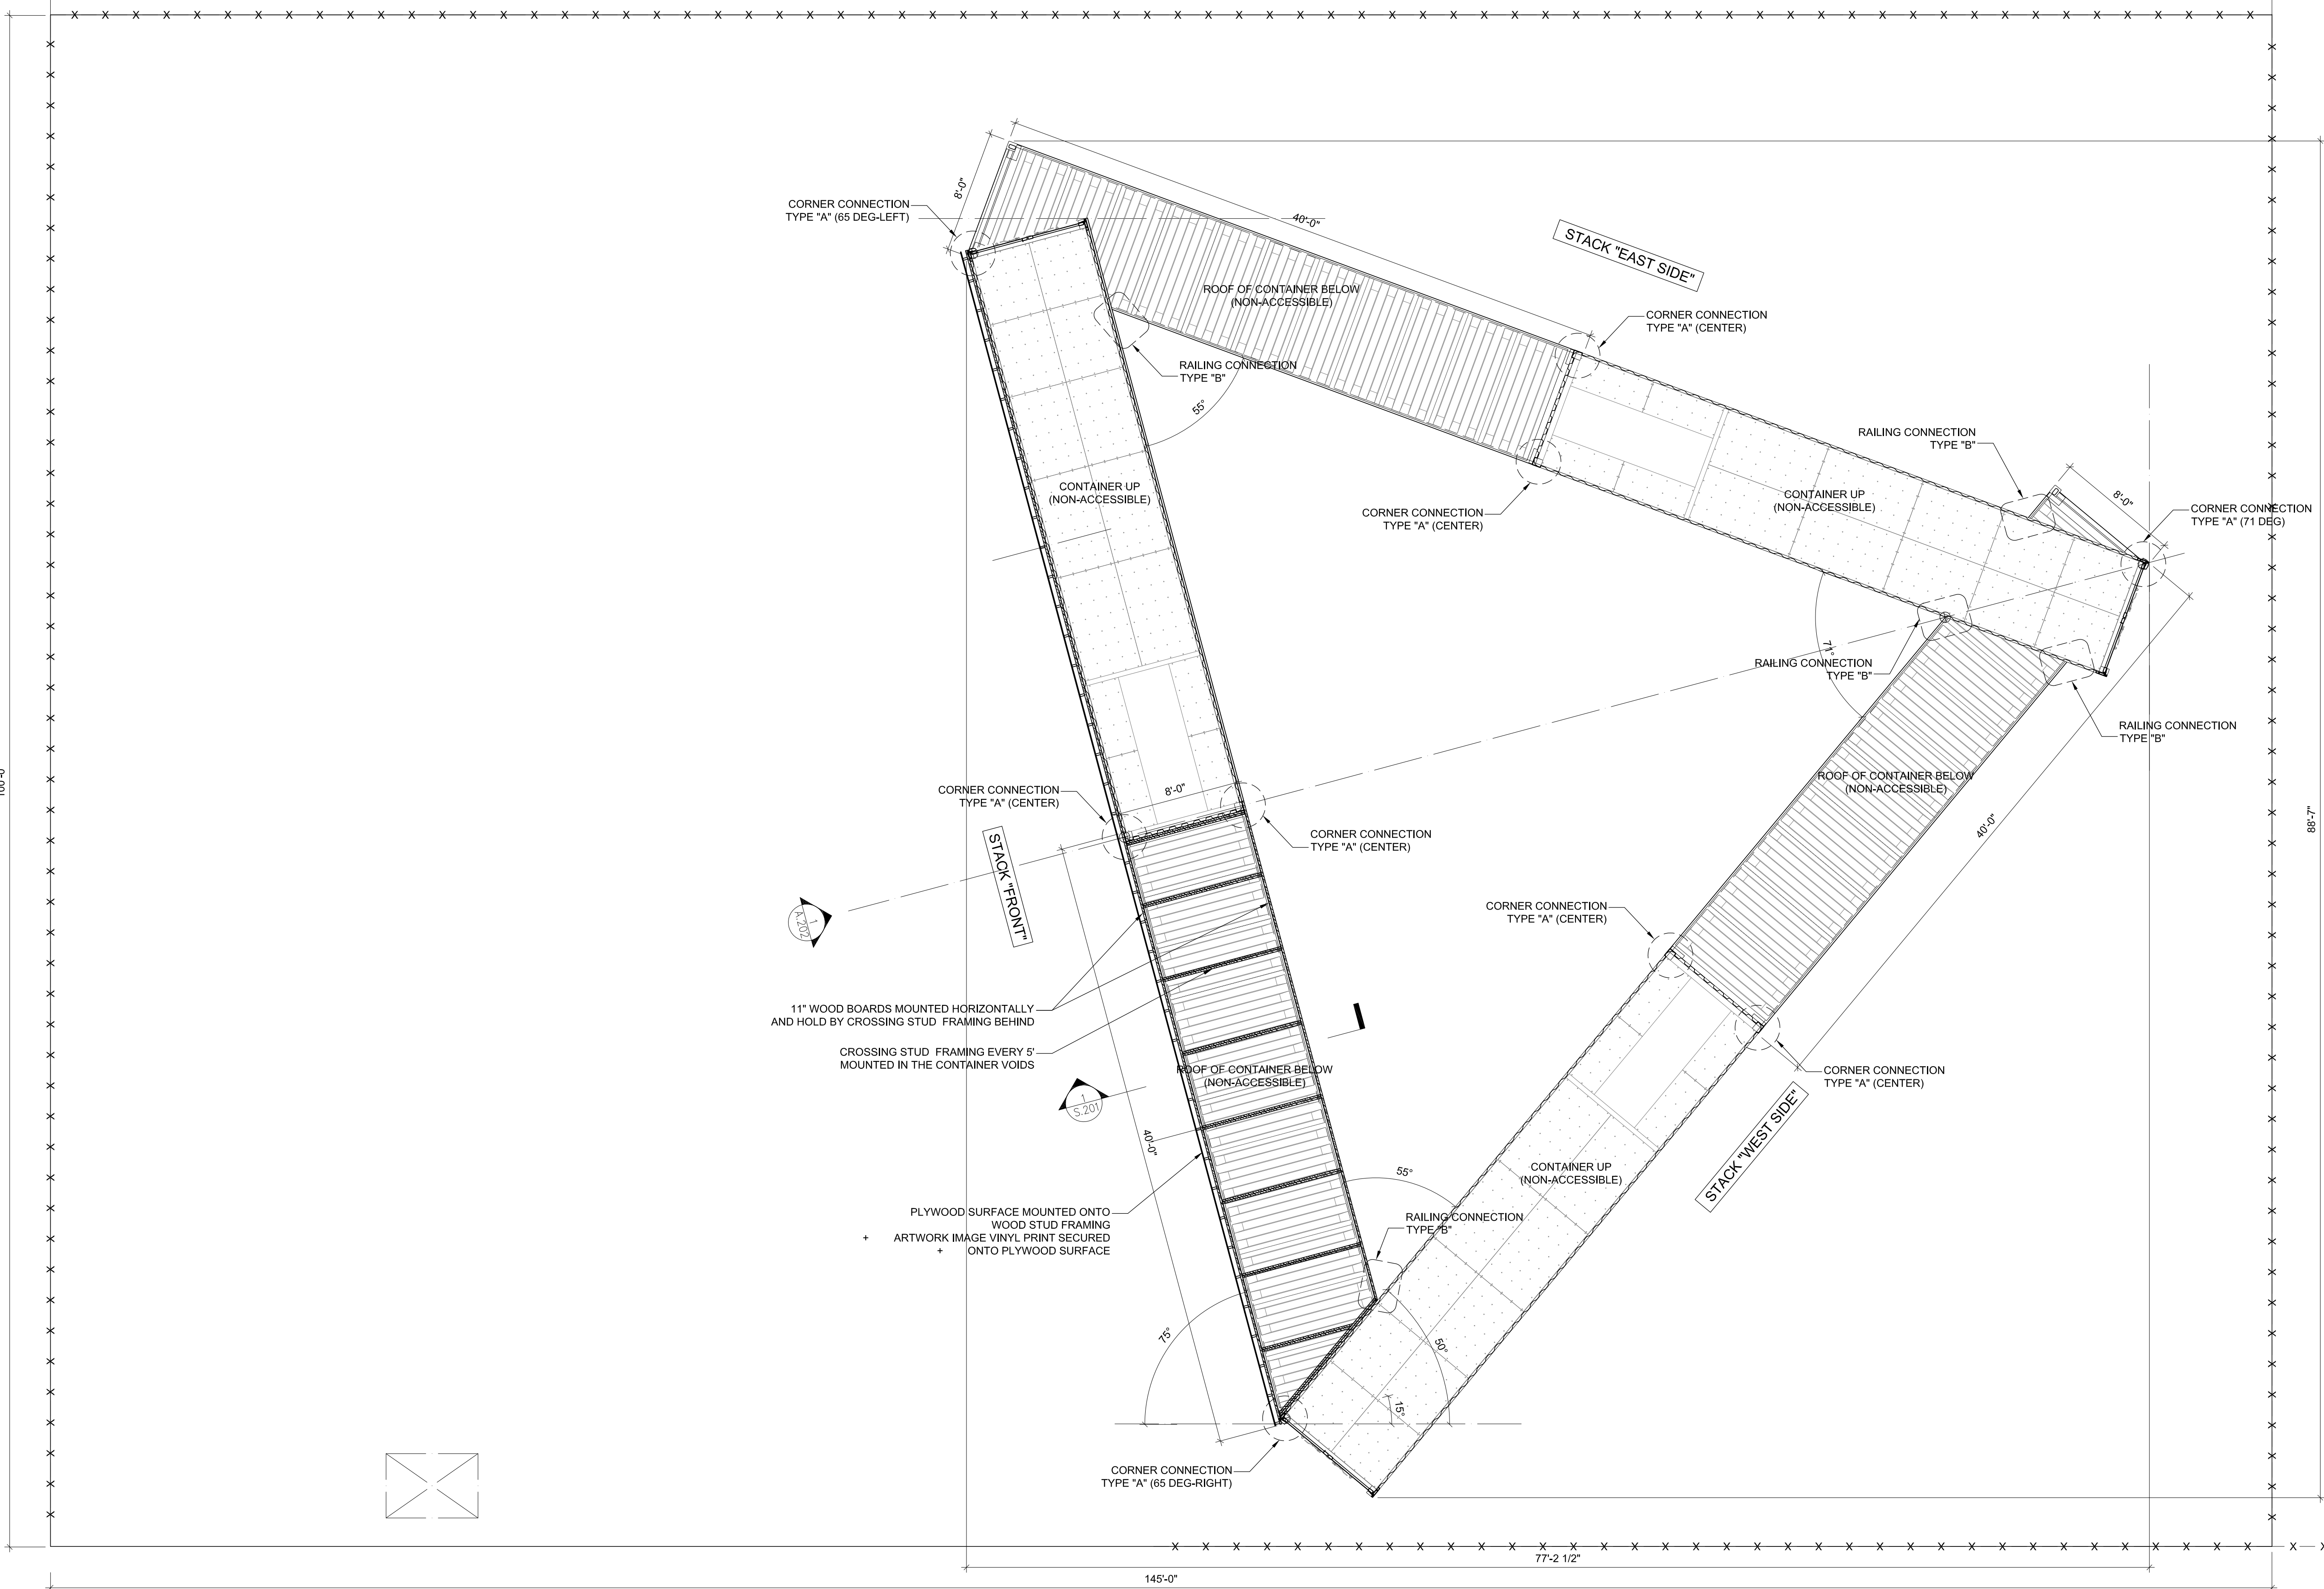 8'-0"
CORNER CONNECTION
TYPE "A" (65 DEG-LEFT)
40'-0"
STACK "EAST SIDE"
ROOF OF CONTAINER BELOW
(NON-ACCESSIBLE)
CORNER CONNECTION
TYPE "A" (CENTER)
RAILING CONNECTION
TYPE "B"
55°
RAILING CONNECTION
TYPE "B"
CONTAINER UP
(NON-ACCESSIBLE)
CONTAINER UP
(NON-ACCESSIBLE)
8'-0"
CORNER CONNECTION
TYPE "A" (CENTER)
CORNER CONNECTION
TYPE "A" (71 DEG)
71°
RAILING CONNECTION
TYPE "B"
RAILING CONNECTION
TYPE "B"
ROOF OF CONTAINER BELOW
(NON-ACCESSIBLE)
100'-0"
88'-7"
8'-0"
CORNER CONNECTION
TYPE "A" (CENTER)
CORNER CONNECTION
TYPE "A" (CENTER)
40'-0"
STACK "FRONT"
1
A.202
CORNER CONNECTION
TYPE "A" (CENTER)
11" WOOD BOARDS MOUNTED HORIZONTALLY
AND HOLD BY CROSSING STUD FRAMING BEHIND
CROSSING STUD FRAMING EVERY 5'
MOUNTED IN THE CONTAINER VOIDS
ROOF OF CONTAINER BELOW
(NON-ACCESSIBLE)
CORNER CONNECTION
TYPE "A" (CENTER)
1
S.201
40'-0"
STACK "WEST SIDE"
55°
CONTAINER UP
(NON-ACCESSIBLE)
PLYWOOD SURFACE MOUNTED ONTO
WOOD STUD FRAMING
+ ARTWORK IMAGE VINYL PRINT SECURED
+ ONTO PLYWOOD SURFACE
RAILING CONNECTION
TYPE "B"
75°
50°
15°
CORNER CONNECTION
TYPE "A" (65 DEG-RIGHT)
77'-2 1/2"
145'-0"